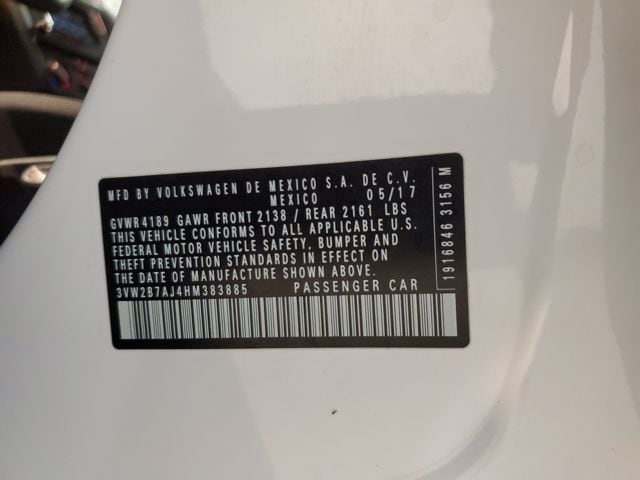 MFD BY VOLKSWAGEN DE MEXICO S.A. DE C.V.
MEXICO 05/17
GVWR 4189 GAWR FRONT 2138 / REAR 2161 LBS
THIS VEHICLE CONFORMS TO ALL APPLICABLE U.S.
FEDERAL MOTOR VEHICLE SAFETY, BUMPER AND
THEFT PREVENTION STANDARDS IN EFFECT ON
THE DATE OF MANUFACTURE SHOWN ABOVE.
3VW2B7AJ4HM383885 PASSENGER CAR
1916846 3156 M